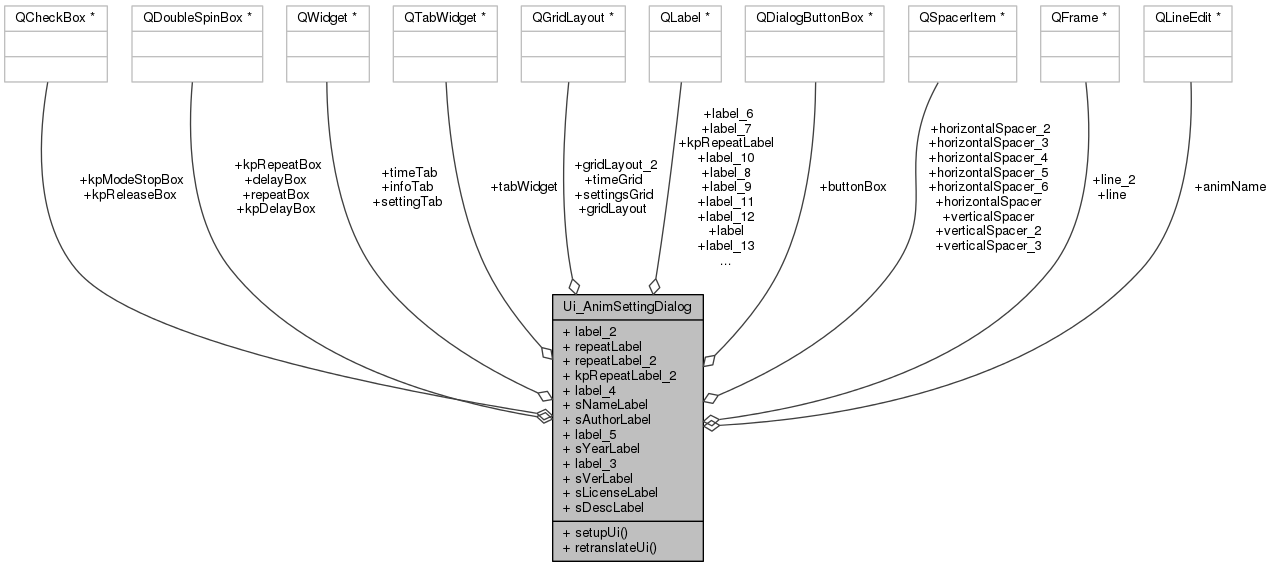 QCheckBox *
QDoubleSpinBox *
QWidget *
QTabWidget *
QGridLayout *
QLabel *
QDialogButtonBox *
QSpacerItem *
QFrame *
QLineEdit *
+kpModeStopBox
+kpReleaseBox
+kpRepeatBox
+delayBox
+repeatBox
+kpDelayBox
+timeTab
+infoTab
+settingTab
+tabWidget
+gridLayout_2
+timeGrid
+settingsGrid
+gridLayout
+label_6
+label_7
+kpRepeatLabel
+label_10
+label_8
+label_9
+label_11
+label_12
+label
+label_13
...
+buttonBox
+horizontalSpacer_2
+horizontalSpacer_3
+horizontalSpacer_4
+horizontalSpacer_5
+horizontalSpacer_6
+horizontalSpacer
+verticalSpacer
+verticalSpacer_2
+verticalSpacer_3
+line_2
+line
+animName
Ui_AnimSettingDialog
+ label_2
+ repeatLabel
+ repeatLabel_2
+ kpRepeatLabel_2
+ label_4
+ sNameLabel
+ sAuthorLabel
+ label_5
+ sYearLabel
+ label_3
+ sVerLabel
+ sLicenseLabel
+ sDescLabel
+ setupUi()
+ retranslateUi()